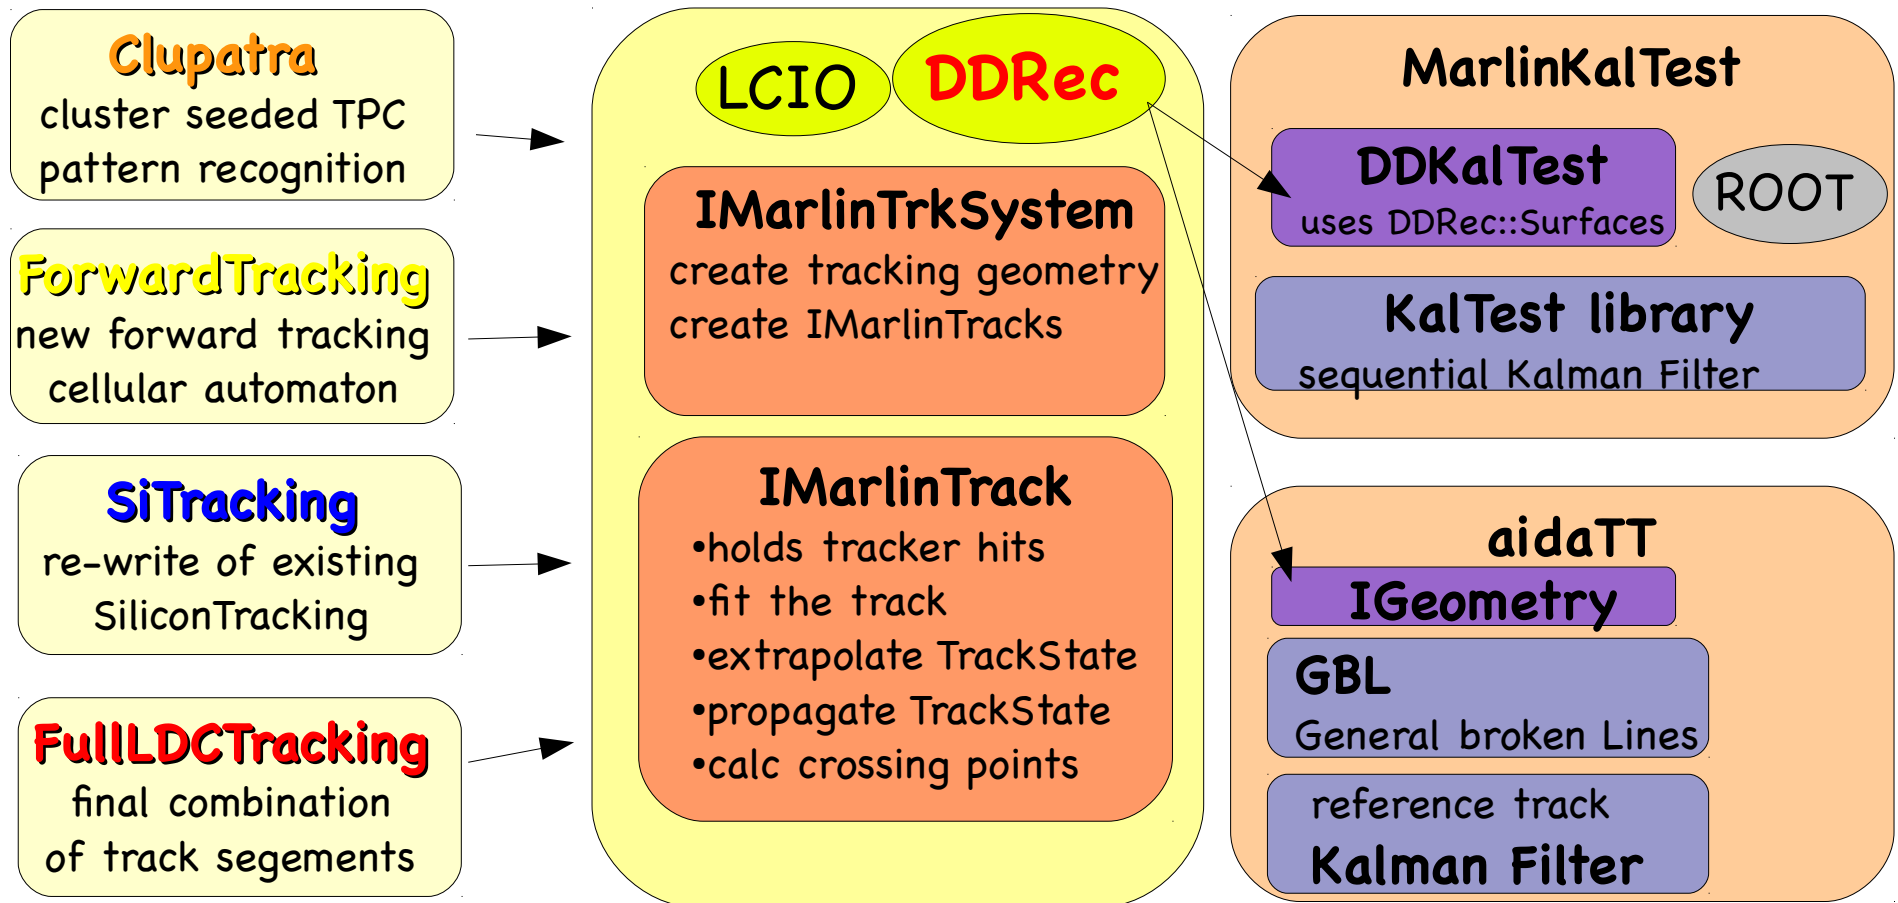 Clupatra
cluster seeded TPC
pattern recognition
ForwardTracking
new forward tracking
cellular automaton
SiTracking
re-write of existing
SiliconTracking
FullLDCTracking
final combination
of track segements
LCIO
DDRec
IMarlinTrkSystem
create tracking geometry
create IMarlinTracks
IMarlinTrack
•holds tracker hits
•fit the track
•extrapolate TrackState
•propagate TrackState
•calc crossing points
MarlinKalTest
DDKalTest
uses DDRec::Surfaces
ROOT
KalTest library
sequential Kalman Filter
aidaTT
IGeometry
GBL
General broken Lines
reference track
Kalman Filter